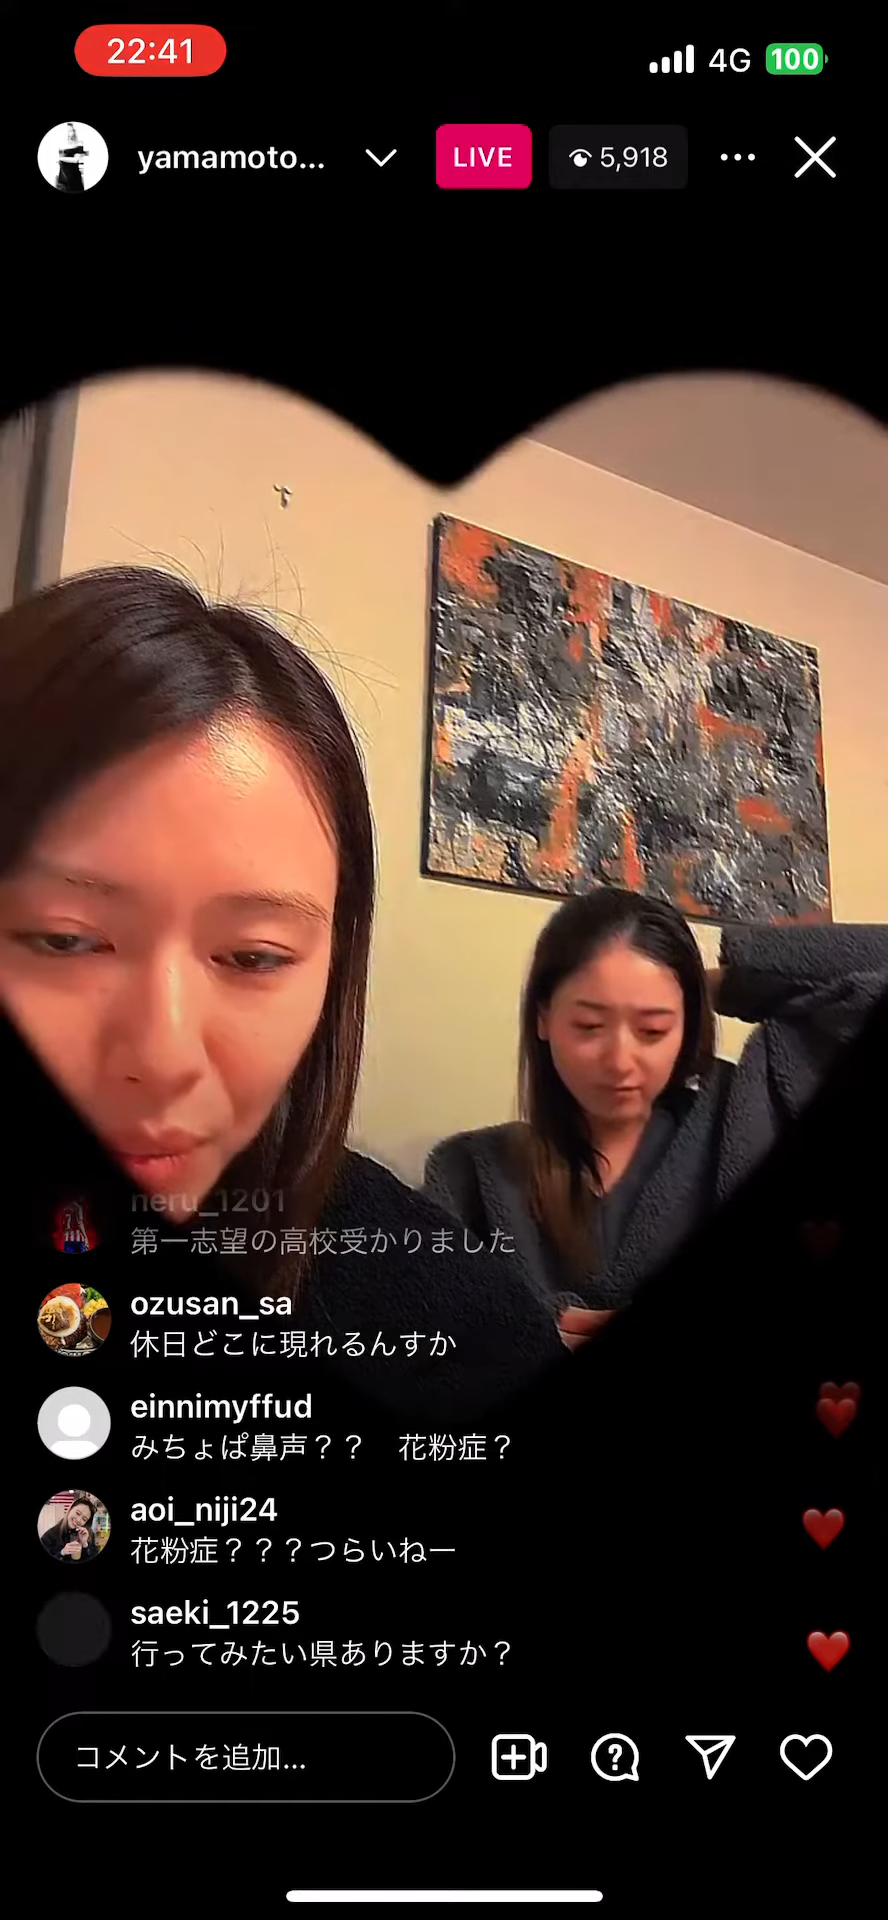 22:41
4G 100
yamamoto... LIVE 5,918
neru_1201
第一志望の高校受かりました
ozusan_sa
休日どこに現れるんすか
einnimyffud
みちょぱ鼻声？？　花粉症？
aoi_niji24
花粉症？？？つらいねー
saeki_1225
行ってみたい県ありますか？
コメントを追加...